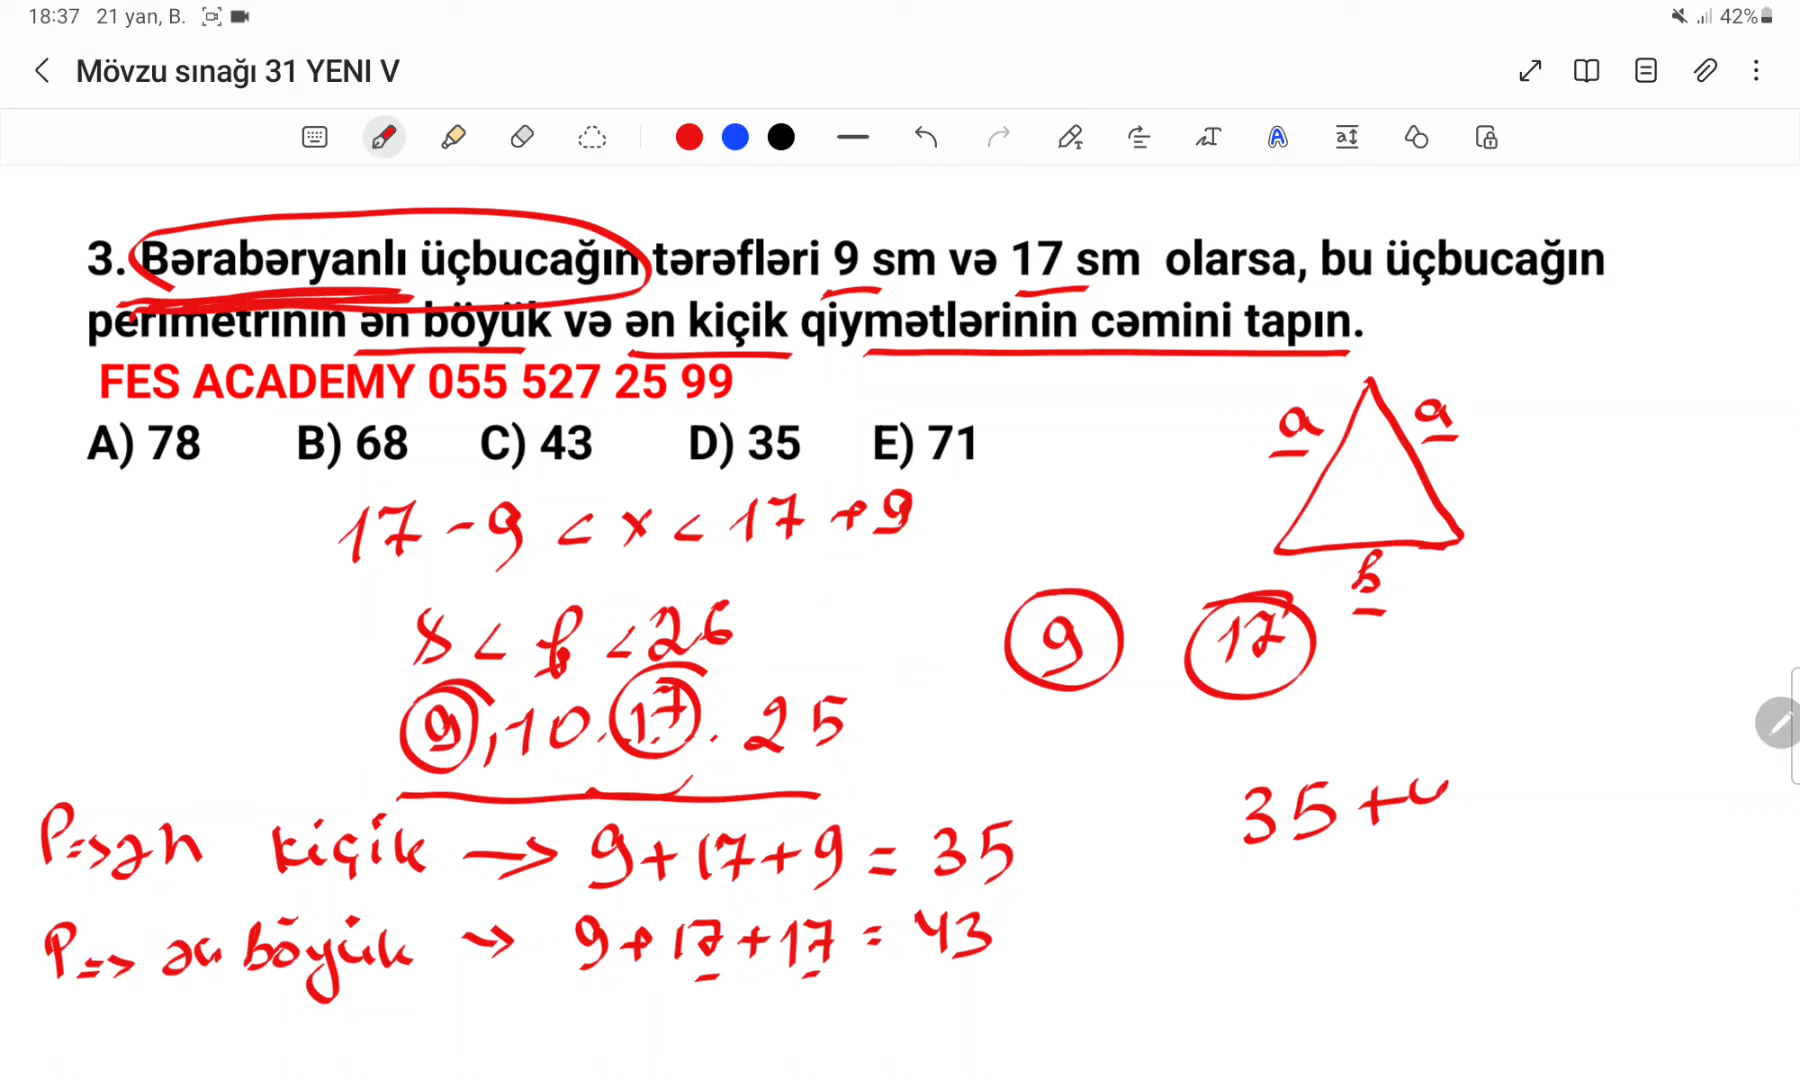 18:37 21 yan, B. 42%
Mövzu sınağı 31 YENI V
3. Bərabəryanlı üçbucağın tərəfləri 9 sm və 17 sm olarsa, bu üçbucağın
perimetrinin ən böyük və ən kiçik qiymətlərinin cəmini tapın.
FES ACADEMY 055 527 25 99
A) 78 B) 68 C) 43 D) 35 E) 71
a a
b
17 - 9 < x < 17 + 9
8 < b < 26
9 17
9, 10 . 17 . 25
P => ən kiçik → 9 + 17 + 9 = 35
35 +
P => ən böyük → 9 + 17 + 17 = 43